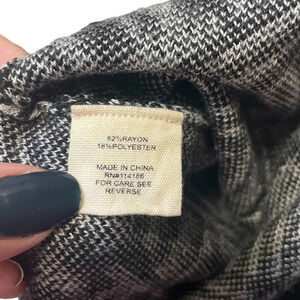 82%RAYON
18%POLYESTER
MADE IN CHINA
RN#114186
FOR CARE SEE
REVERSE